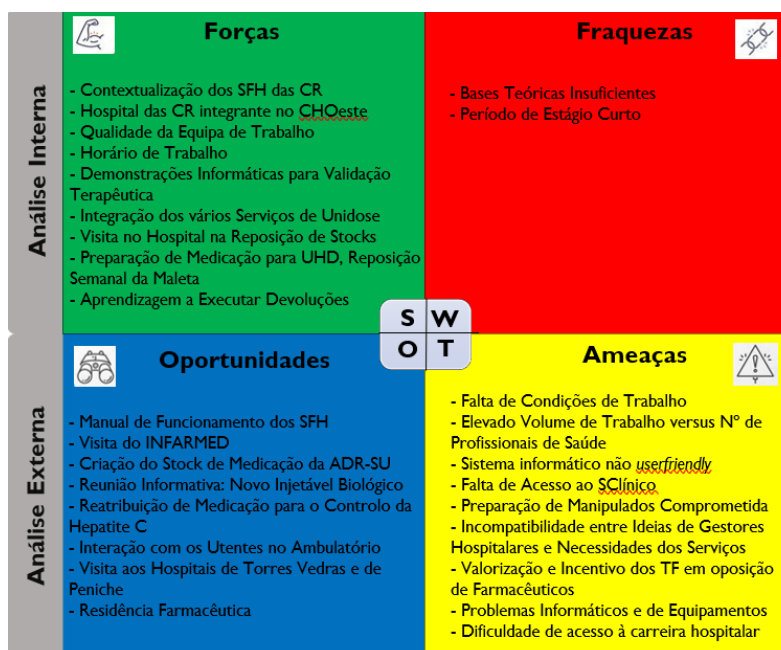 Análise Interna
Forças
- Contextualização dos SFH das CR
- Hospital das CR integrante no CHOeste
- Qualidade da Equipa de Trabalho
- Horário de Trabalho
- Demonstrações Informáticas para Validação
Terapêutica
- Integração dos vários Serviços de Unidose
- Visita no Hospital na Reposição de Stocks
- Preparação de Medicação para UHD, Reposição
Semanal da Maleta
- Aprendizagem a Executar Devoluções
Fraquezas
- Bases Teóricas Insuficientes
- Período de Estágio Curto
S W
O T
Análise Externa
Oportunidades
- Manual de Funcionamento dos SFH
- Visita do INFARMED
- Criação do Stock de Medicação da ADR-SU
- Reunião Informativa: Novo Injetável Biológico
- Reatribuição de Medicação para o Controlo da
Hepatite C
- Interação com os Utentes no Ambulatório
- Visita aos Hospitais de Torres Vedras e de
Peniche
- Residência Farmacêutica
Ameaças
- Falta de Condições de Trabalho
- Elevado Volume de Trabalho versus Nº de
Profissionais de Saúde
- Sistema informático não userfriendly
- Falta de Acesso ao SClínico
- Preparação de Manipulados Comprometida
- Incompatibilidade entre Ideias de Gestores
Hospitalares e Necessidades dos Serviços
- Valorização e Incentivo dos TF em oposição
de Farmacêuticos
- Problemas Informáticos e de Equipamentos
- Dificuldade de acesso à carreira hospitalar